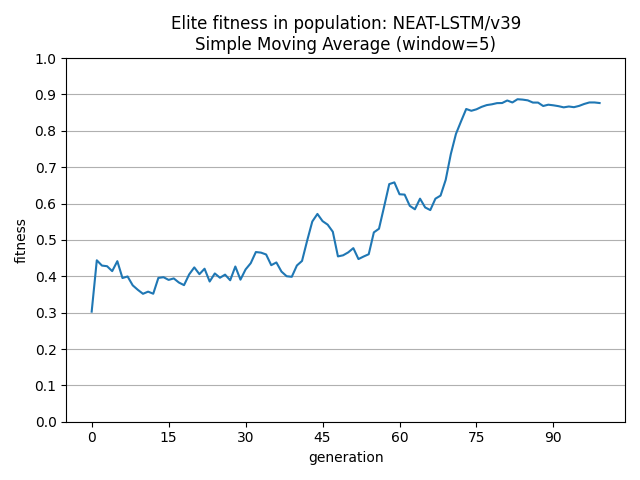 Elite fitness in population: NEAT-LSTM/v39
Simple Moving Average (window=5)
1.0
0.9
0.8
0.7
0.6
0.5
0.4
0.3
0.2
0.1
0.0
fitness
0 15 30 45 60 75 90
generation